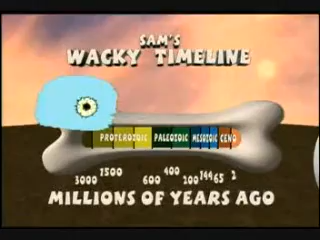 SAM'S
WACKY TIMELINE
PROTEROZOIC PALEOZOIC MESOZOIC CENO
3000 1500 600 400 200 144 65 2
MILLIONS OF YEARS AGO